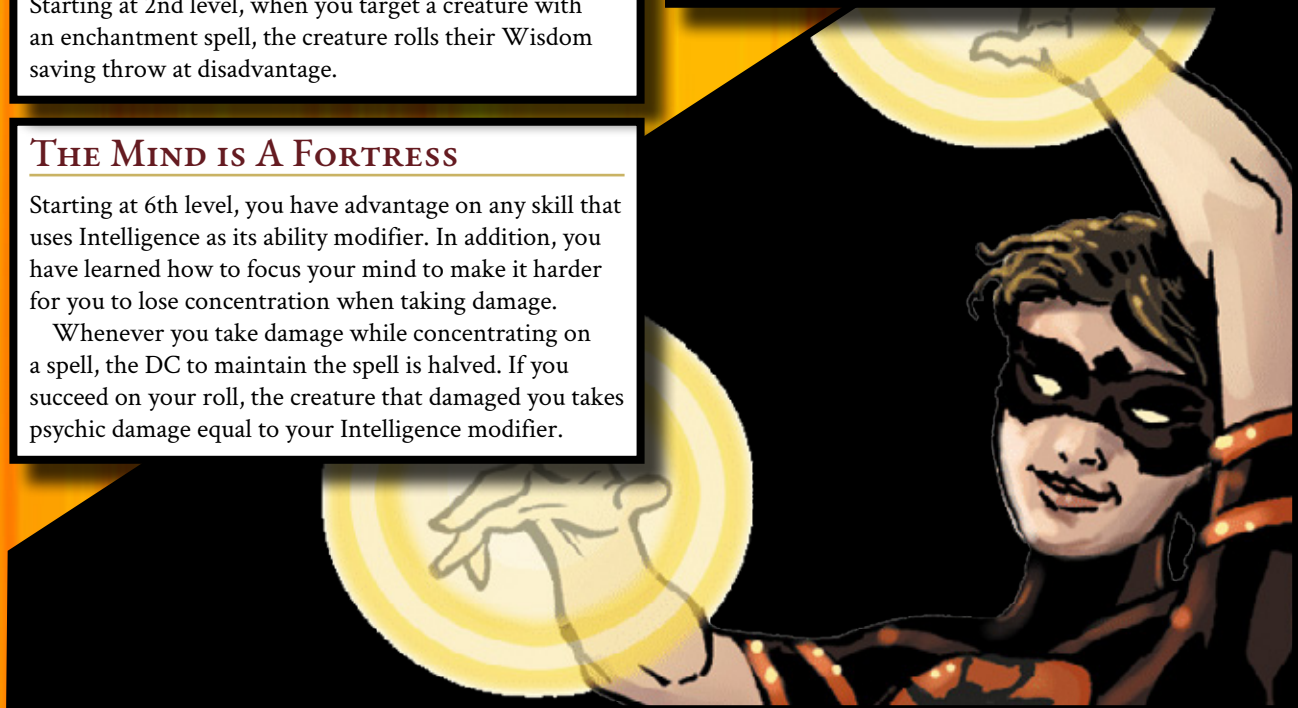 Starting at 2nd level, when you target a creature with
an enchantment spell, the creature rolls their Wisdom
saving throw at disadvantage.
The Mind is A Fortress
Starting at 6th level, you have advantage on any skill that
uses Intelligence as its ability modifier. In addition, you
have learned how to focus your mind to make it harder
for you to lose concentration when taking damage.
Whenever you take damage while concentrating on
a spell, the DC to maintain the spell is halved. If you
succeed on your roll, the creature that damaged you takes
psychic damage equal to your Intelligence modifier.